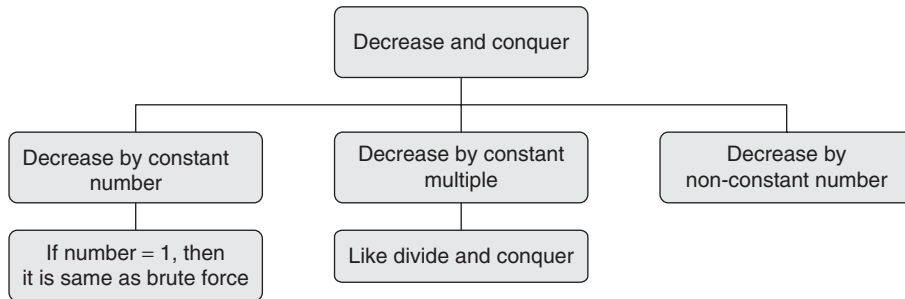 Decrease and conquer
Decrease by constant
number
Decrease by constant
multiple
Decrease by
non-constant number
If number = 1, then
it is same as brute force
Like divide and conquer